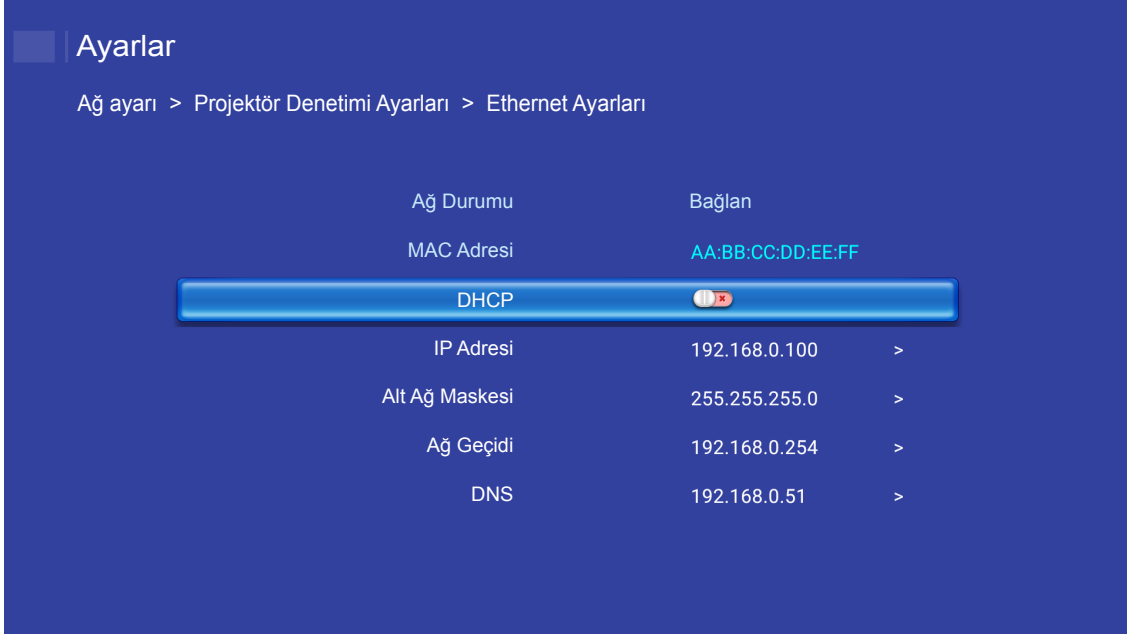 Ayarlar
Ağ ayarı > Projektör Denetimi Ayarları > Ethernet Ayarları
Ağ Durumu Bağlan
MAC Adresi AA:BB:CC:DD:EE:FF
DHCP
IP Adresi 192.168.0.100 >
Alt Ağ Maskesi 255.255.255.0 >
Ağ Geçidi 192.168.0.254 >
DNS 192.168.0.51 >